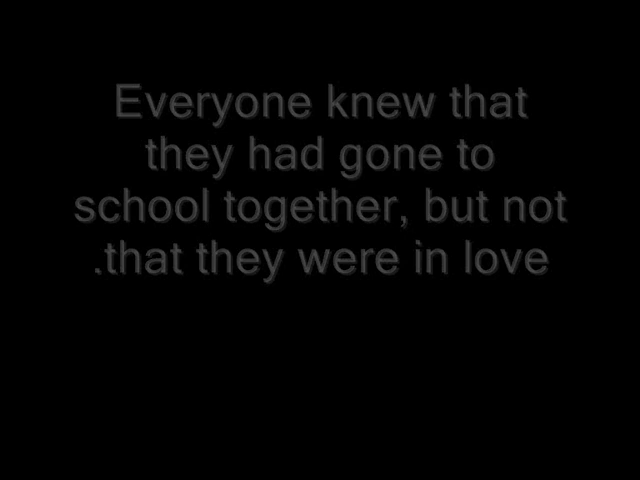 Everyone knew that
they had gone to
school together, but not
.that they were in love